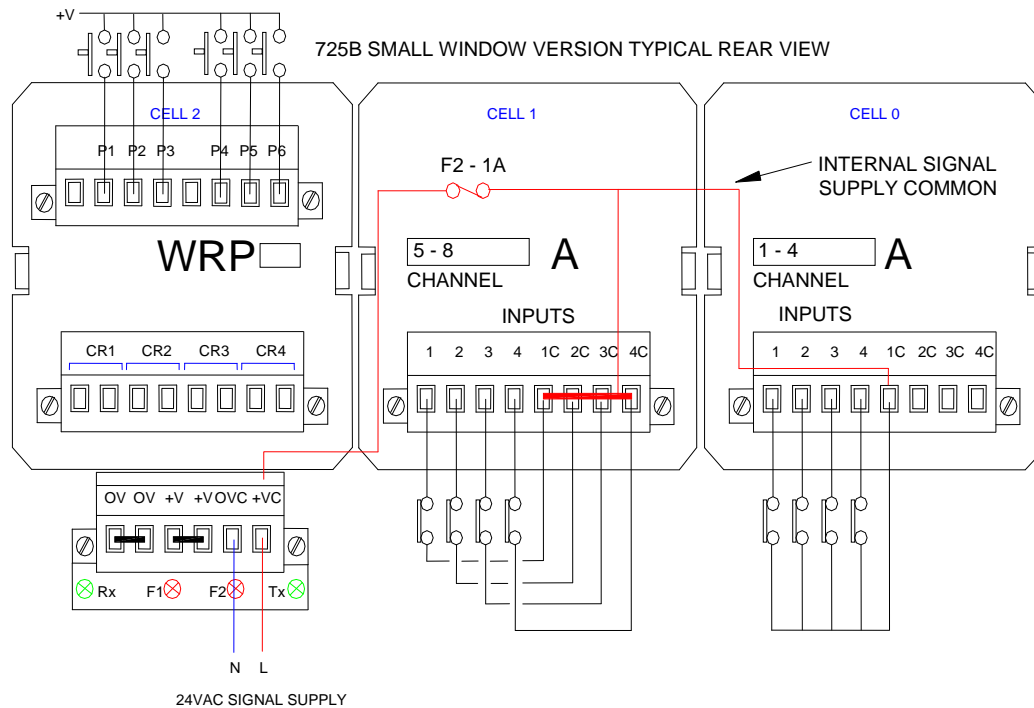 +V
725B SMALL WINDOW VERSION TYPICAL REAR VIEW
CELL 2
CELL 1
CELL 0
P1 P2 P3 P4 P5 P6
F2 - 1A
INTERNAL SIGNAL
SUPPLY COMMON
WRP
5 - 8
A
CHANNEL
1 - 4
A
CHANNEL
INPUTS
INPUTS
CR1 CR2 CR3 CR4
1 2 3 4 1C 2C 3C 4C
1 2 3 4 1C 2C 3C 4C
OV OV +V +V OVC +VC
Rx F1 F2 Tx
N L
24VAC SIGNAL SUPPLY